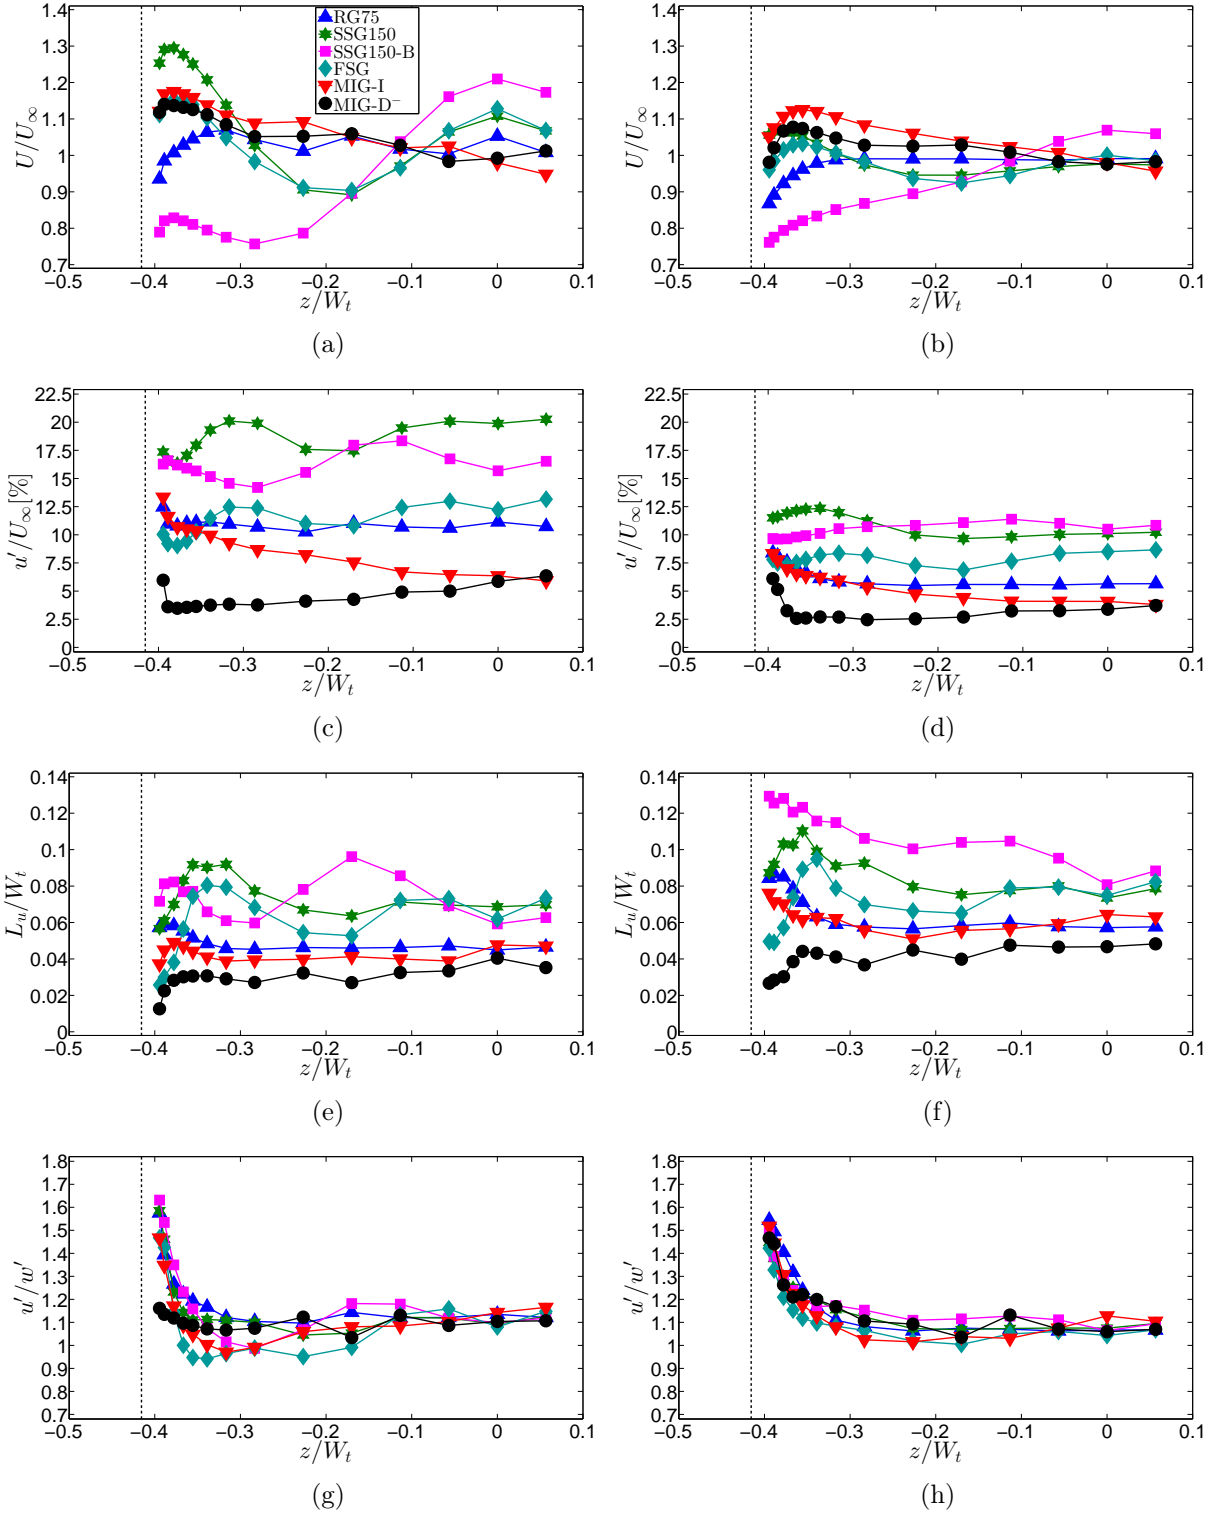 1.4
1.3
1.2
1.1
1
0.9
0.8
0.7
U/U∞
RG75
SSG150
SSG150-B
FSG
MIG-I
MIG-D⁻
−0.5 −0.4 −0.3 −0.2 −0.1 0 0.1
z/Wt
(a)
1.4
1.3
1.2
1.1
1
0.9
0.8
0.7
U/U∞
−0.5 −0.4 −0.3 −0.2 −0.1 0 0.1
z/Wt
(b)
22.5
20
17.5
15
12.5
10
7.5
5
2.5
0
u′/U∞[%]
−0.5 −0.4 −0.3 −0.2 −0.1 0 0.1
z/Wt
(c)
22.5
20
17.5
15
12.5
10
7.5
5
2.5
0
u′/U∞[%]
−0.5 −0.4 −0.3 −0.2 −0.1 0 0.1
z/Wt
(d)
0.14
0.12
0.1
0.08
0.06
0.04
0.02
0
Lu/Wt
−0.5 −0.4 −0.3 −0.2 −0.1 0 0.1
z/Wt
(e)
0.14
0.12
0.1
0.08
0.06
0.04
0.02
0
Lu/Wt
−0.5 −0.4 −0.3 −0.2 −0.1 0 0.1
z/Wt
(f)
1.8
1.7
1.6
1.5
1.4
1.3
1.2
1.1
1
0.9
0.8
0.7
u′/w′
−0.5 −0.4 −0.3 −0.2 −0.1 0 0.1
z/Wt
(g)
1.8
1.7
1.6
1.5
1.4
1.3
1.2
1.1
1
0.9
0.8
0.7
u′/w′
−0.5 −0.4 −0.3 −0.2 −0.1 0 0.1
z/Wt
(h)